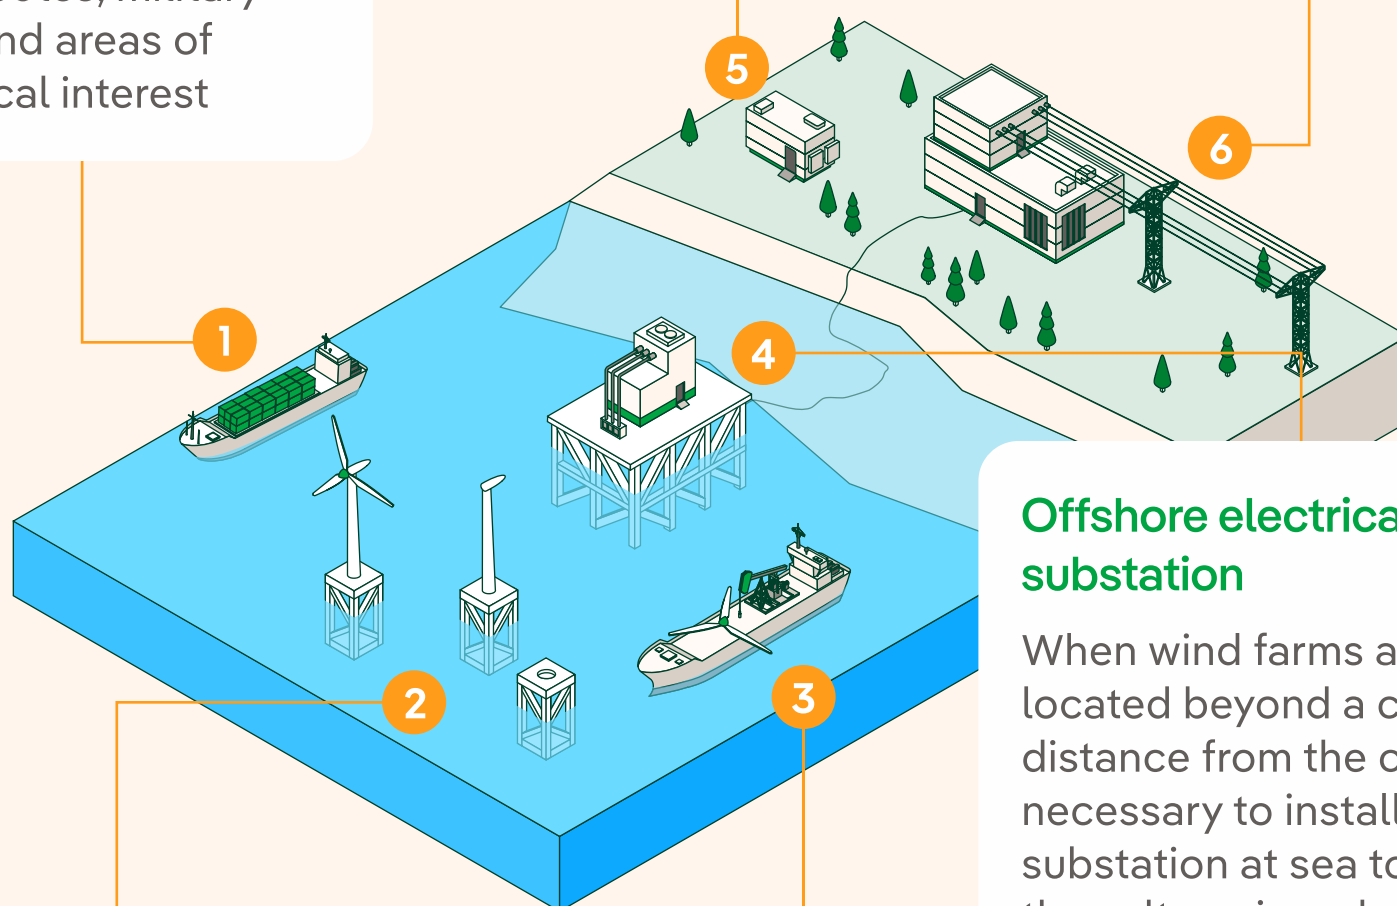 nd areas of
cal interest
5
6
1
4
Offshore electrica
substation
When wind farms a
located beyond a c
distance from the c
necessary to install
substation at sea to
2
3